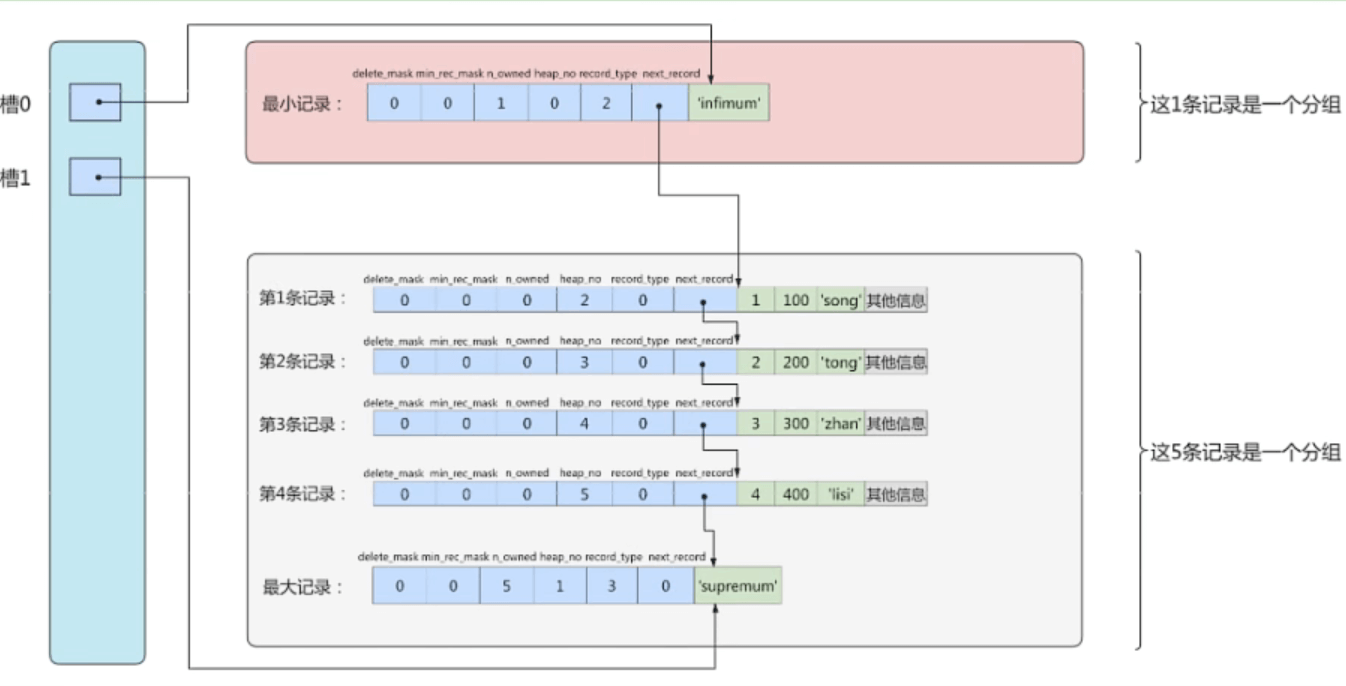 delete_mask min_rec_mask n_owned heap_no record_type next_record
槽0
最小记录： 0 0 1 0 2 'infimum'
这1条记录是一个分组
槽1
delete_mask min_rec_mask n_owned heap_no record_type next_record
第1条记录： 0 0 0 2 0 1 100 'song' 其他信息
delete_mask min_rec_mask n_owned heap_no record_type next_record
第2条记录： 0 0 0 3 0 2 200 'tong' 其他信息
delete_mask min_rec_mask n_owned heap_no record_type next_record
第3条记录： 0 0 0 4 0 3 300 'zhan' 其他信息
这5条记录是一个分组
delete_mask min_rec_mask n_owned heap_no record_type next_record
第4条记录： 0 0 0 5 0 4 400 'lisi' 其他信息
delete_mask min_rec_mask n_owned heap_no record_type next_record
最大记录： 0 0 5 1 3 0 'supremum'